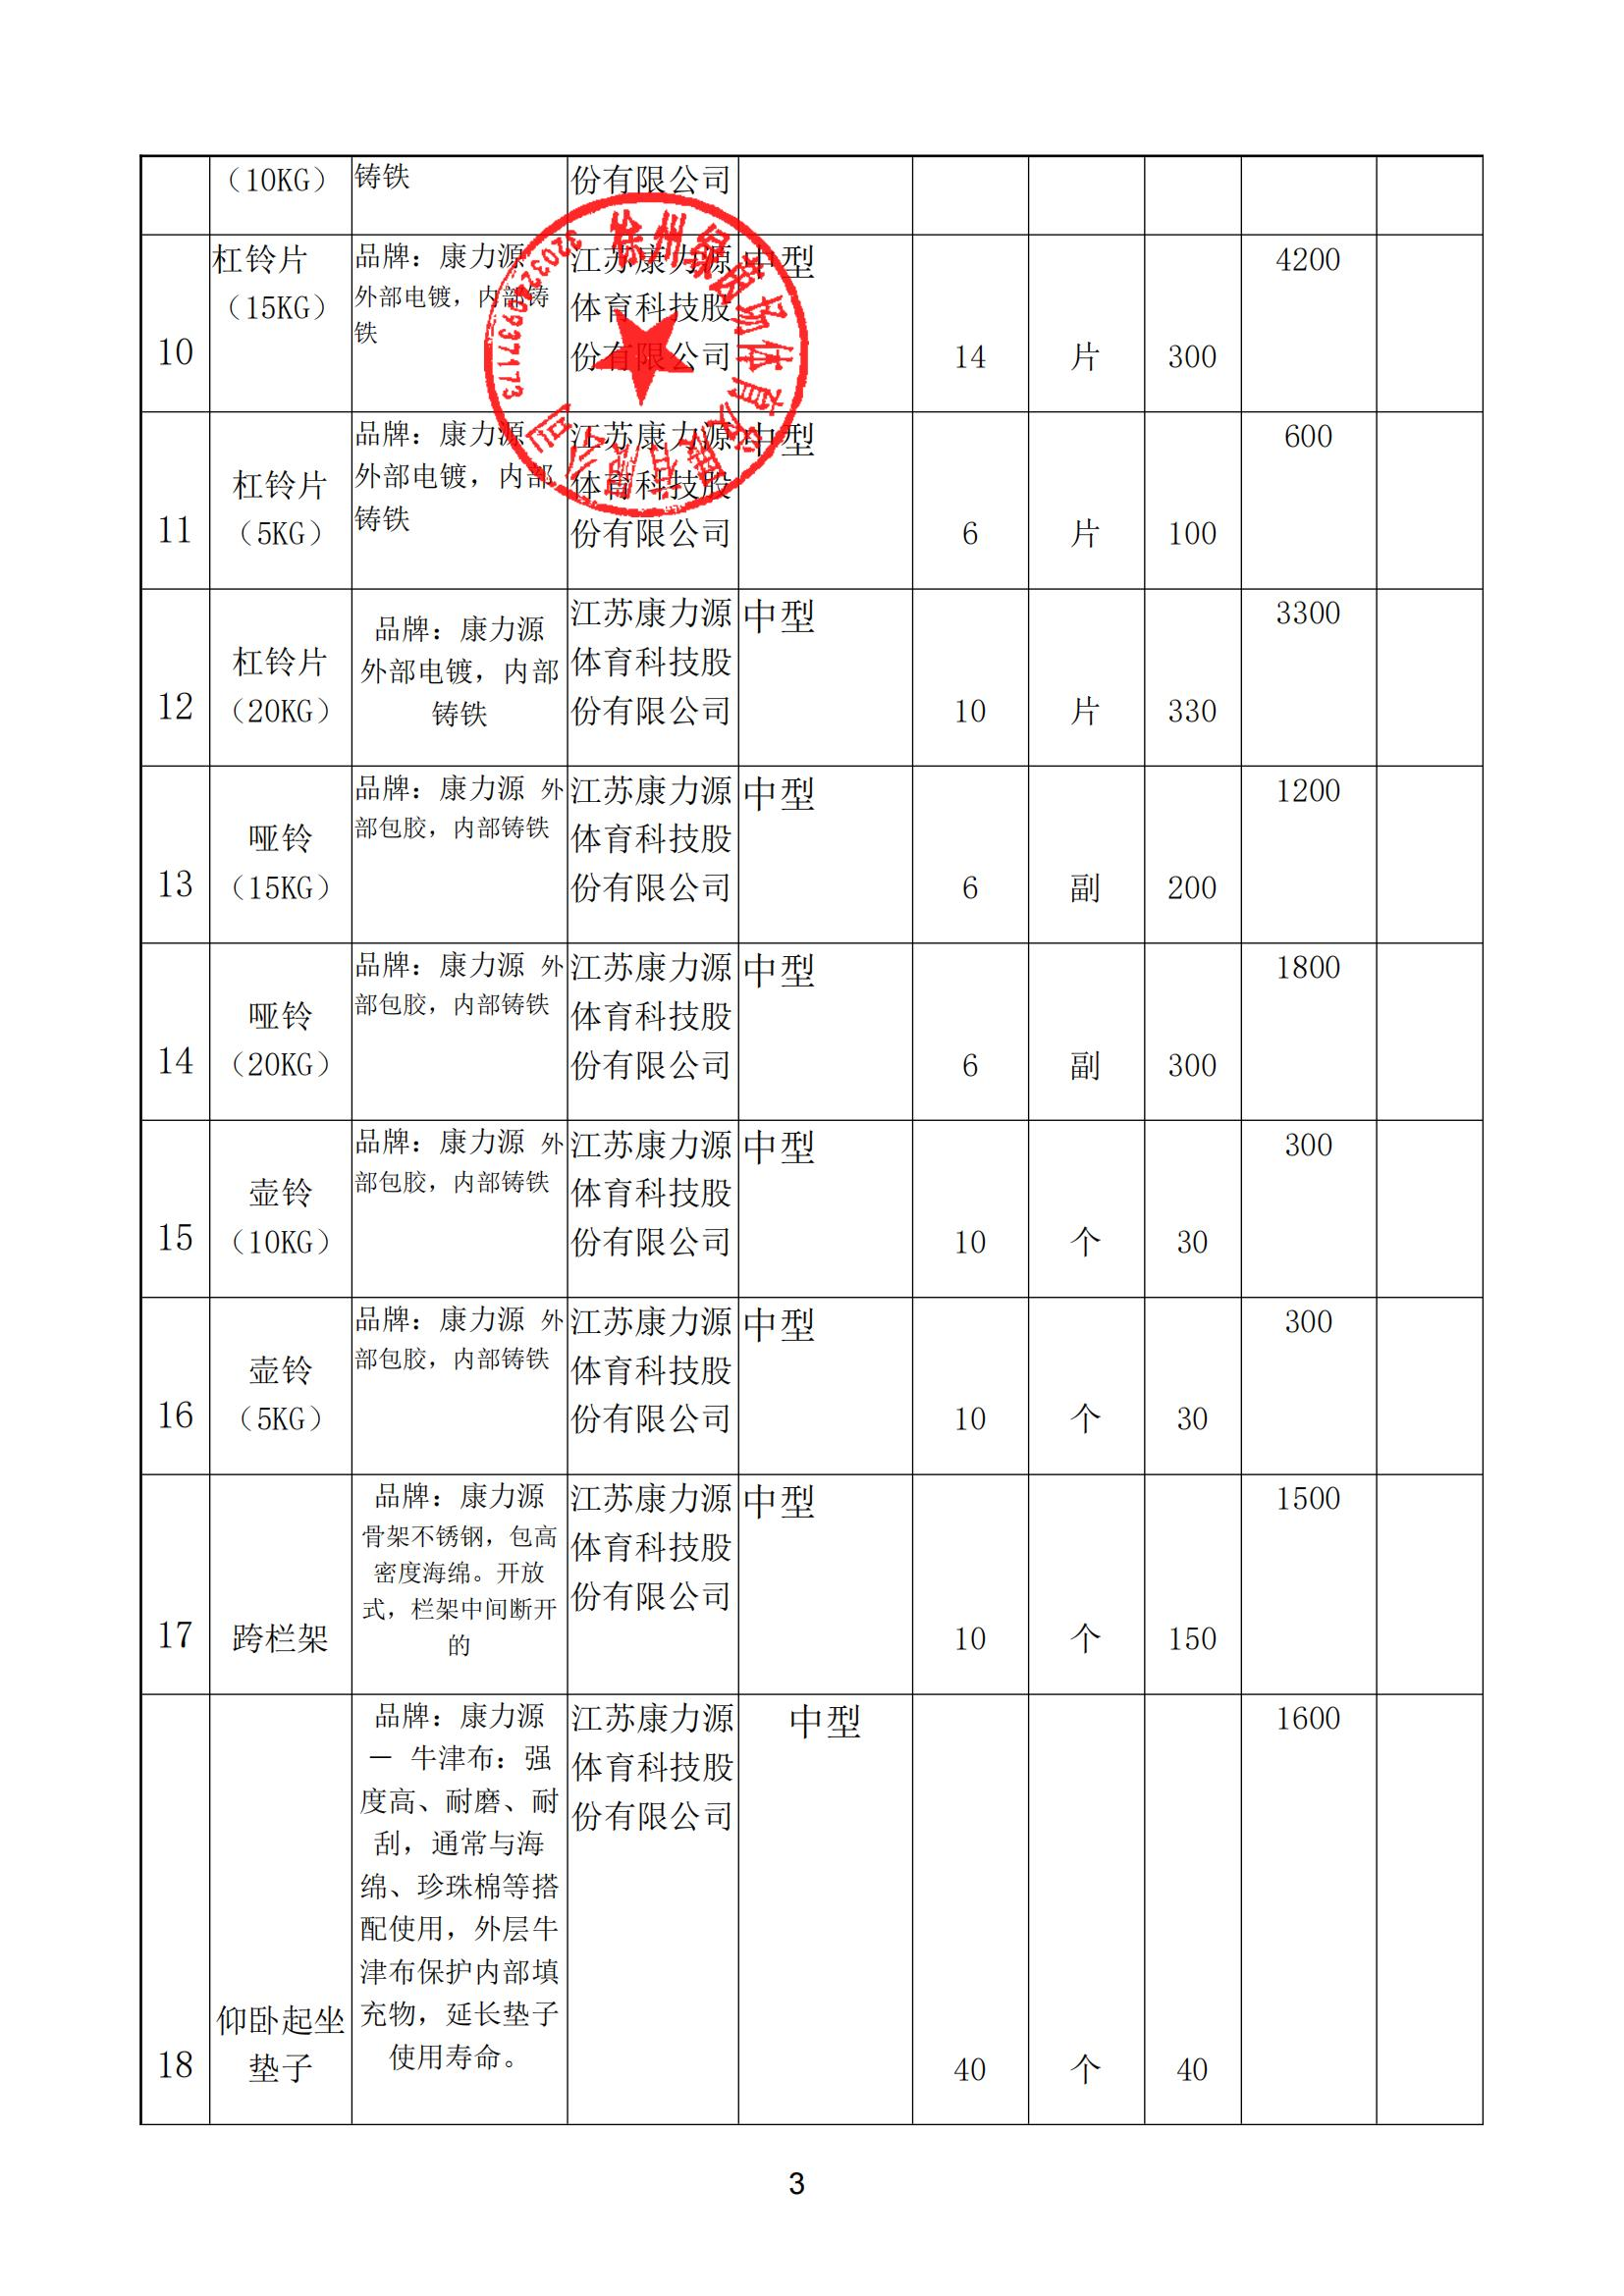 （10KG） 铸铁 份有限公司
10
杠铃片
（15KG）
品牌：康力源
外部电镀，内部铸
铁
江苏康力源
体育科技股
份有限公司
中型
14
片
300
4200
11
杠铃片
（5KG）
品牌：康力源
外部电镀，内部
铸铁
江苏康力源
体育科技股
份有限公司
中型
6
片
100
600
12
杠铃片
（20KG）
品牌：康力源
外部电镀，内部
铸铁
江苏康力源
体育科技股
份有限公司
中型
10
片
330
3300
13
哑铃
（15KG）
品牌：康力源 外
部包胶，内部铸铁
江苏康力源
体育科技股
份有限公司
中型
6
副
200
1200
14
哑铃
（20KG）
品牌：康力源 外
部包胶，内部铸铁
江苏康力源
体育科技股
份有限公司
中型
6
副
300
1800
15
壶铃
（10KG）
品牌：康力源 外
部包胶，内部铸铁
江苏康力源
体育科技股
份有限公司
中型
10
个
30
300
16
壶铃
（5KG）
品牌：康力源 外
部包胶，内部铸铁
江苏康力源
体育科技股
份有限公司
中型
10
个
30
300
17
跨栏架
品牌：康力源
骨架不锈钢，包高
密度海绵。开放
式，栏架中间断开
的
江苏康力源
体育科技股
份有限公司
中型
10
个
150
1500
18
仰卧起坐
垫子
品牌：康力源
— 牛津布：强
度高、耐磨、耐
刮，通常与海
绵、珍珠棉等搭
配使用，外层牛
津布保护内部填
充物，延长垫子
使用寿命。
江苏康力源
体育科技股
份有限公司
中型
40
个
40
1600
3